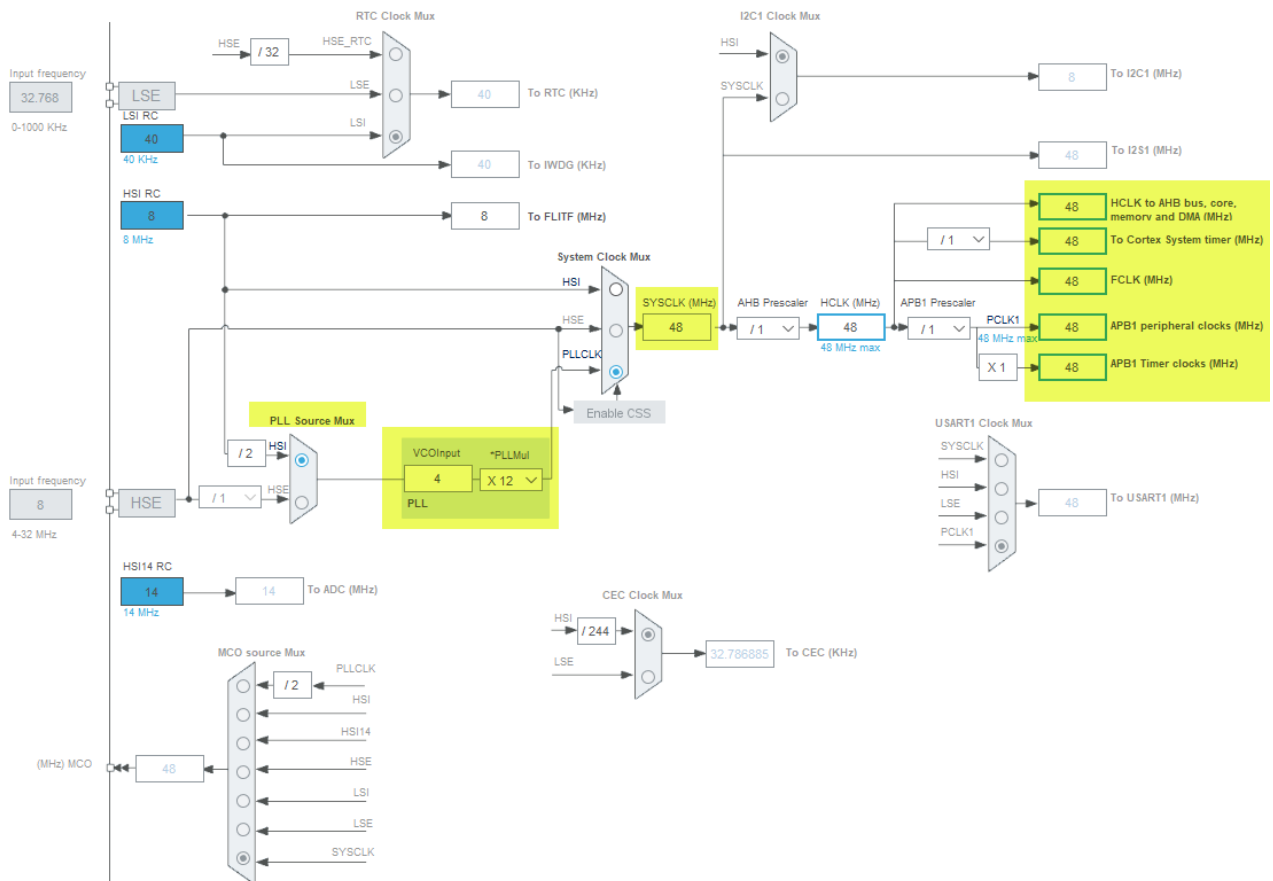 RTC Clock Mux
I2C1 Clock Mux
HSE
/ 32
HSE_RTC
HSI
Input frequency
32.768
0-1000 KHz
LSE
LSE
40
To RTC (KHz)
SYSCLK
8
To I2C1 (MHz)
LSI RC
40
40 KHz
LSI
40
To IWDG (KHz)
48
To I2S1 (MHz)
HSI RC
8
8 MHz
8
To FLITF (MHz)
48
HCLK to AHB bus, core,
memory and DMA (MHz)
/ 1
48
To Cortex System timer (MHz)
System Clock Mux
HSI
48
FCLK (MHz)
SYSCLK (MHz)
AHB Prescaler
HCLK (MHz)
APB1 Prescaler
HSE
48
/ 1
48
48 MHz max
/ 1
PCLK1
48 MHz max
48
APB1 peripheral clocks (MHz)
PLLCLK
X 1
48
APB1 Timer clocks (MHz)
Enable CSS
PLL Source Mux
USART1 Clock Mux
/ 2
HSI
VCOInput
*PLLMul
4
X 12
PLL
SYSCLK
HSI
LSE
PCLK1
48
To USART1 (MHz)
Input frequency
8
4-32 MHz
HSE
/ 1
HSE
HSI14 RC
14
14 MHz
14
To ADC (MHz)
CEC Clock Mux
HSI
/ 244
LSE
32.786885
To CEC (KHz)
MCO source Mux
PLLCLK
/ 2
HSI
HSI14
(MHz) MCO
48
HSE
LSI
LSE
SYSCLK